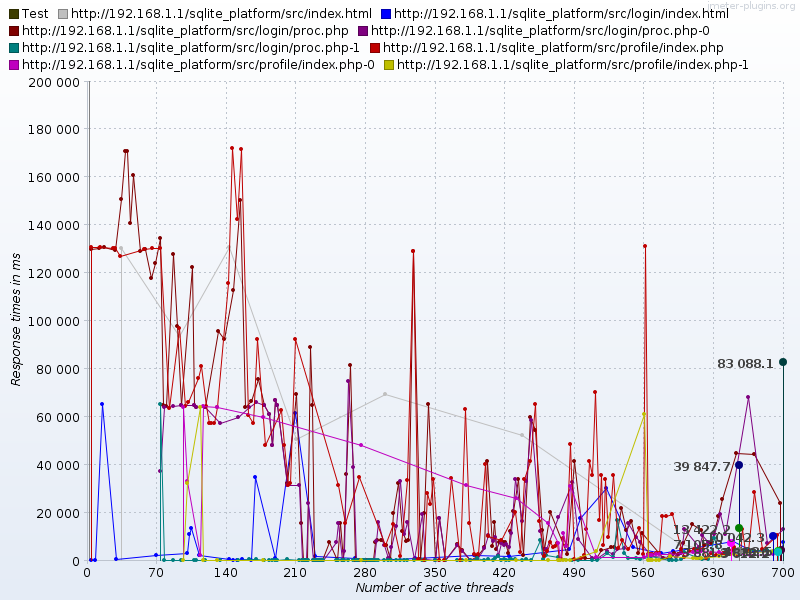 jmeter-plugins.org
Test http://192.168.1.1/sqlite_platform/src/index.html http://192.168.1.1/sqlite_platform/src/login/index.html
http://192.168.1.1/sqlite_platform/src/login/proc.php http://192.168.1.1/sqlite_platform/src/login/proc.php-0
http://192.168.1.1/sqlite_platform/src/login/proc.php-1 http://192.168.1.1/sqlite_platform/src/profile/index.php
http://192.168.1.1/sqlite_platform/src/profile/index.php-0 http://192.168.1.1/sqlite_platform/src/profile/index.php-1
200 000
180 000
160 000
140 000
120 000
100 000
80 000
60 000
40 000
20 000
0
Response times in ms
83 088.1
39 847.7
0 70 140 210 280 350 420 490 560 630 700
Number of active threads